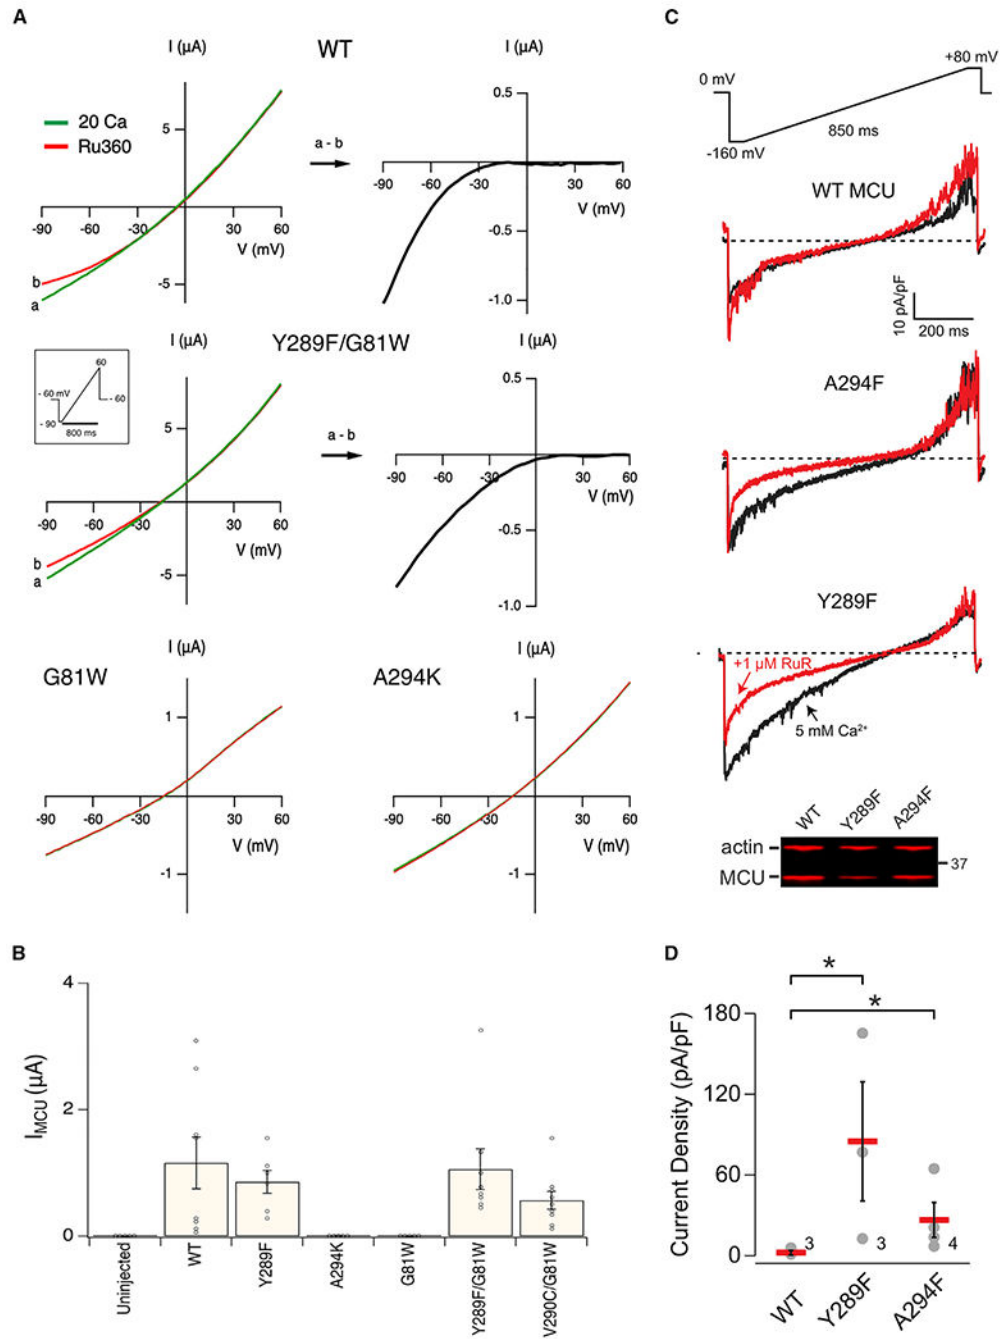 A
I (μA)
WT
I (μA)
20 Ca
Ru360
5
0.5
a - b
-90 -60 -30 30 60
V (mV)
-90 -60 -30 30 60
V (mV)
b
a
-5
-0.5
-1.0
I (μA)
Y289F/G81W
I (μA)
60
- 60 mV
- 60
- 90
800 ms
5
0.5
a - b
-90 -60 -30 30 60
V (mV)
-90 -60 -30 30 60
V (mV)
b
a
-5
-0.5
-1.0
G81W
I (μA)
A294K
I (μA)
1
1
-90 -60 -30 30 60
V (mV)
-90 -60 -30 30 60
V (mV)
-1
-1
B
4
2
0
I MCU (μA)
Uninjected
WT
Y289F
A294K
G81W
Y289F/G81W
V290C/G81W
C
+80 mV
0 mV
850 ms
-160 mV
WT MCU
10 pA/pF
200 ms
A294F
Y289F
+1 μM RuR
5 mM Ca²⁺
WT Y289F A294F
actin
37
MCU
D
*
*
180
120
60
0
Current Density (pA/pF)
3
3
4
WT
Y289F
A294F